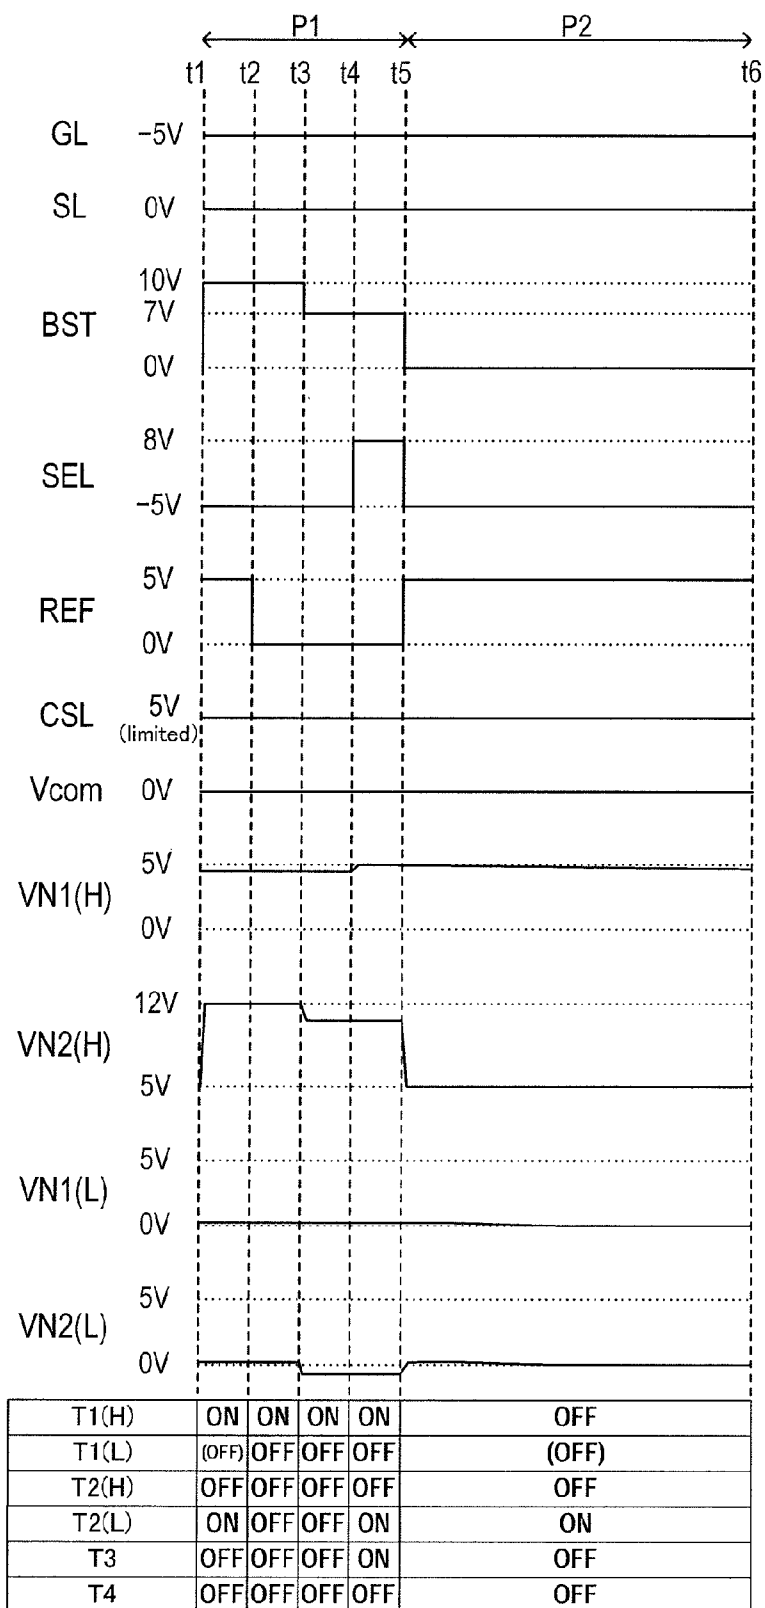 P1 P2
t1 t2 t3 t4 t5 t6
GL −5V
SL 0V
10V
7V
BST
0V
8V
SEL
−5V
5V
REF
0V
CSL 5V
(limited)
Vcom 0V
5V
VN1(H)
0V
12V
VN2(H)
5V
5V
VN1(L)
0V
5V
VN2(L)
0V
T1(H) ON ON ON ON OFF
T1(L) (OFF) OFF OFF OFF (OFF)
T2(H) OFF OFF OFF OFF OFF
T2(L) ON OFF OFF ON ON
T3 OFF OFF OFF ON OFF
T4 OFF OFF OFF OFF OFF